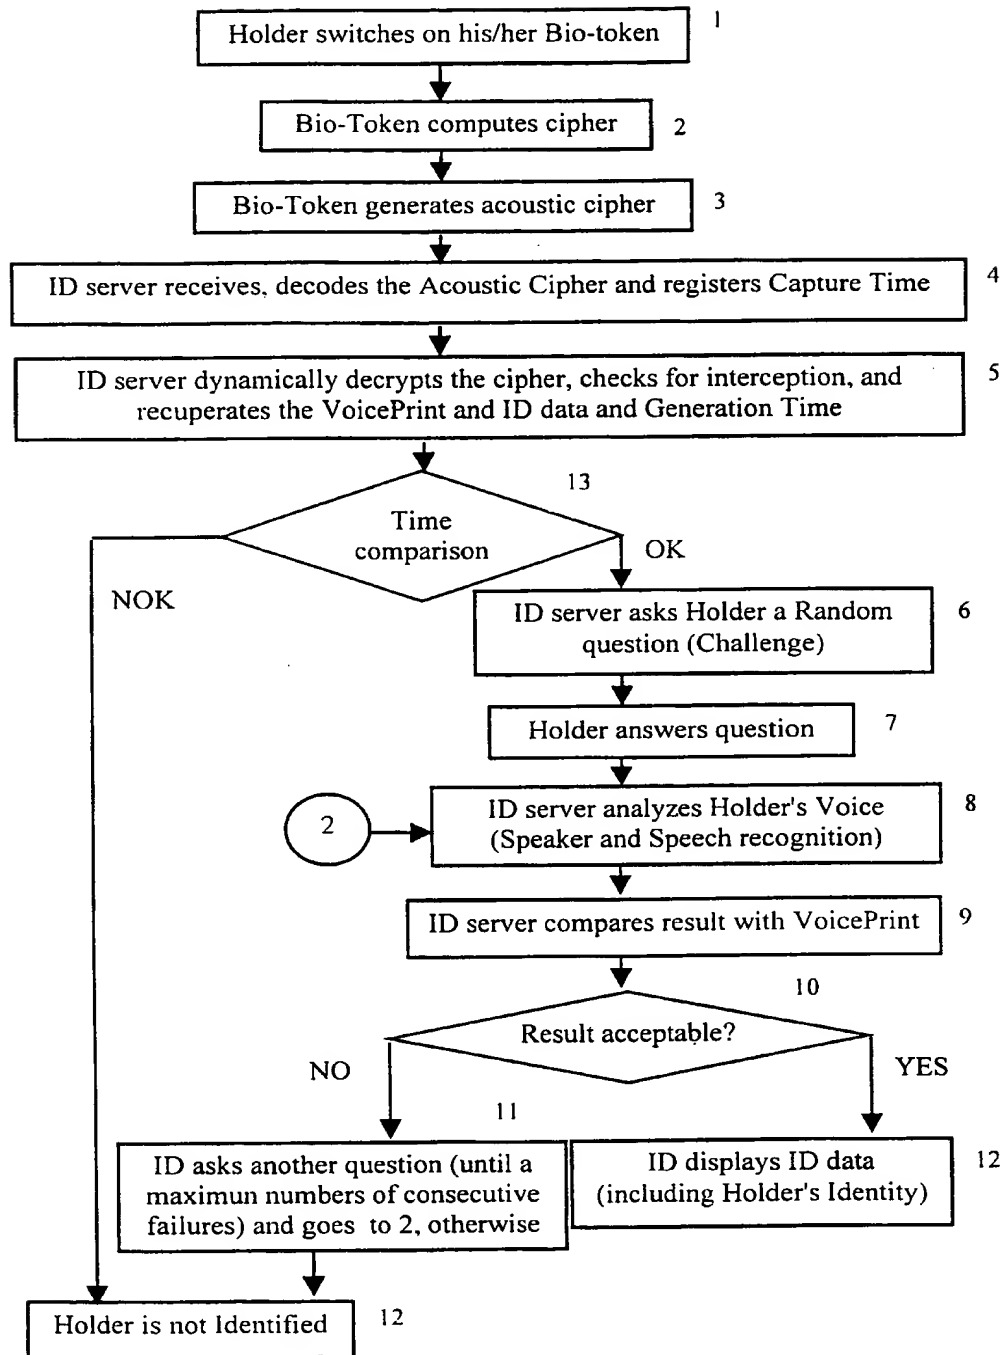 1
Holder switches on his/her Bio-token
Bio-Token computes cipher
2
Bio-Token generates acoustic cipher
3
4
ID server receives, decodes the Acoustic Cipher and registers Capture Time
5
ID server dynamically decrypts the cipher, checks for interception, and
recuperates the VoicePrint and ID data and Generation Time
13
Time
comparison
OK
NOK
ID server asks Holder a Random
question (Challenge)
6
Holder answers question
7
2
ID server analyzes Holder's Voice
(Speaker and Speech recognition)
8
ID server compares result with VoicePrint
9
10
Result acceptable?
NO
YES
11
ID asks another question (until a
maximun numbers of consecutive
failures) and goes to 2, otherwise
ID displays ID data
(including Holder's Identity)
12
Holder is not Identified
12